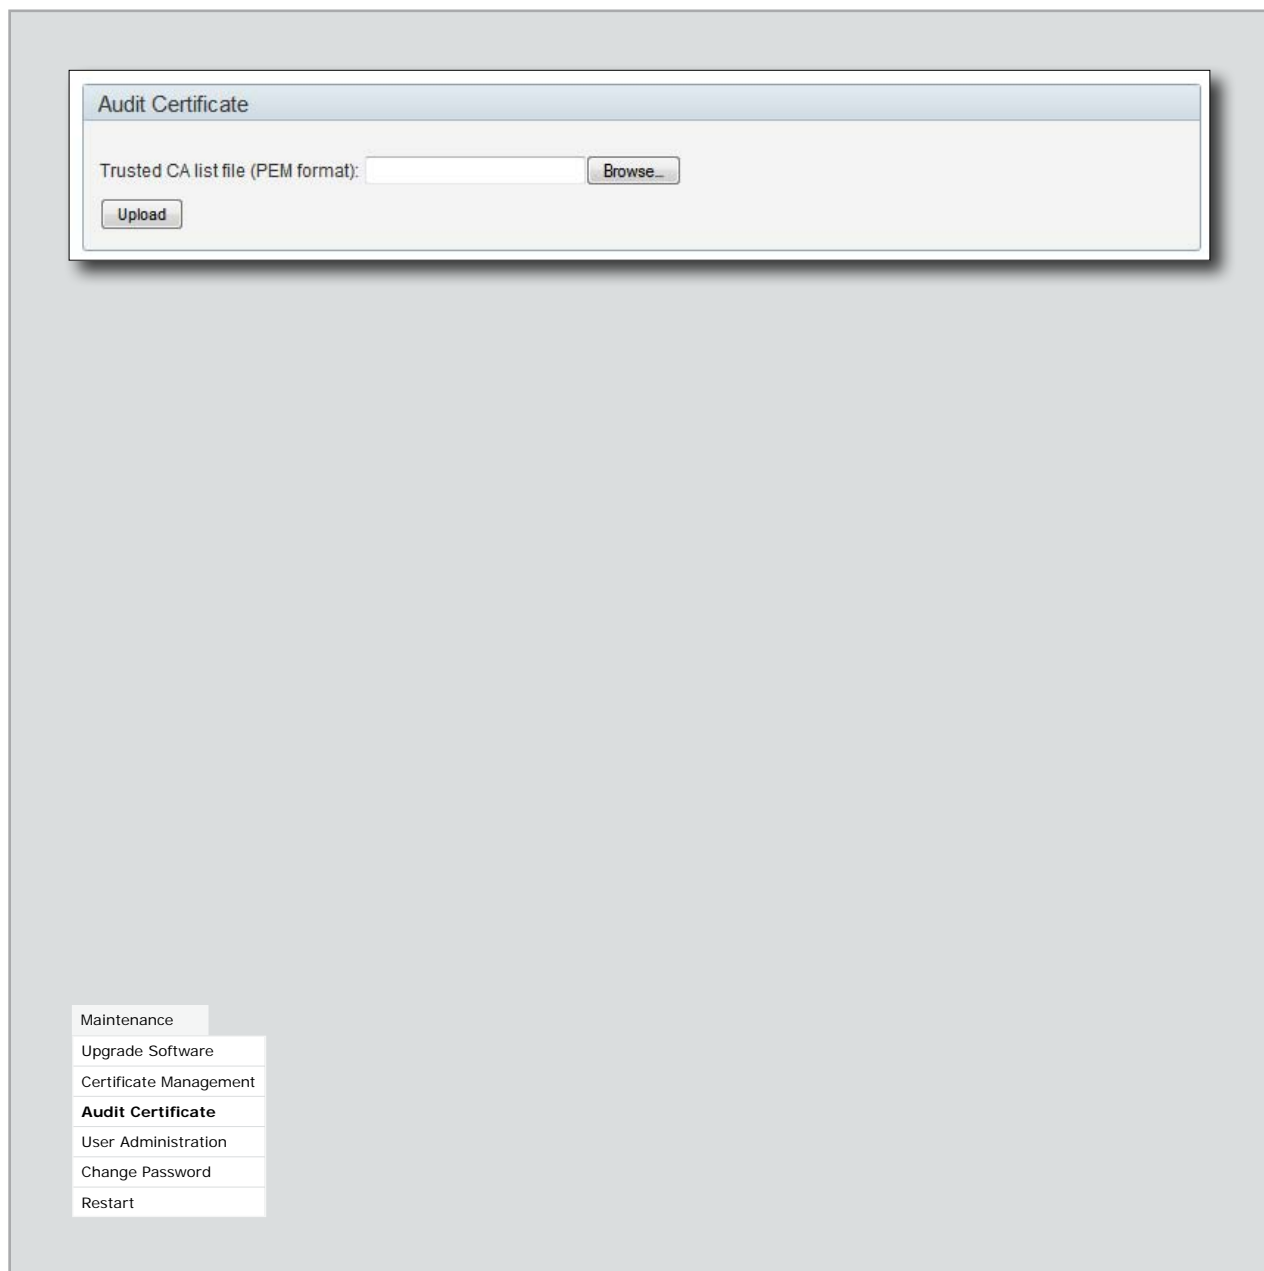 Audit Certificate
Trusted CA list file (PEM format): Browse...
Upload
Maintenance
Upgrade Software
Certificate Management
Audit Certificate
User Administration
Change Password
Restart